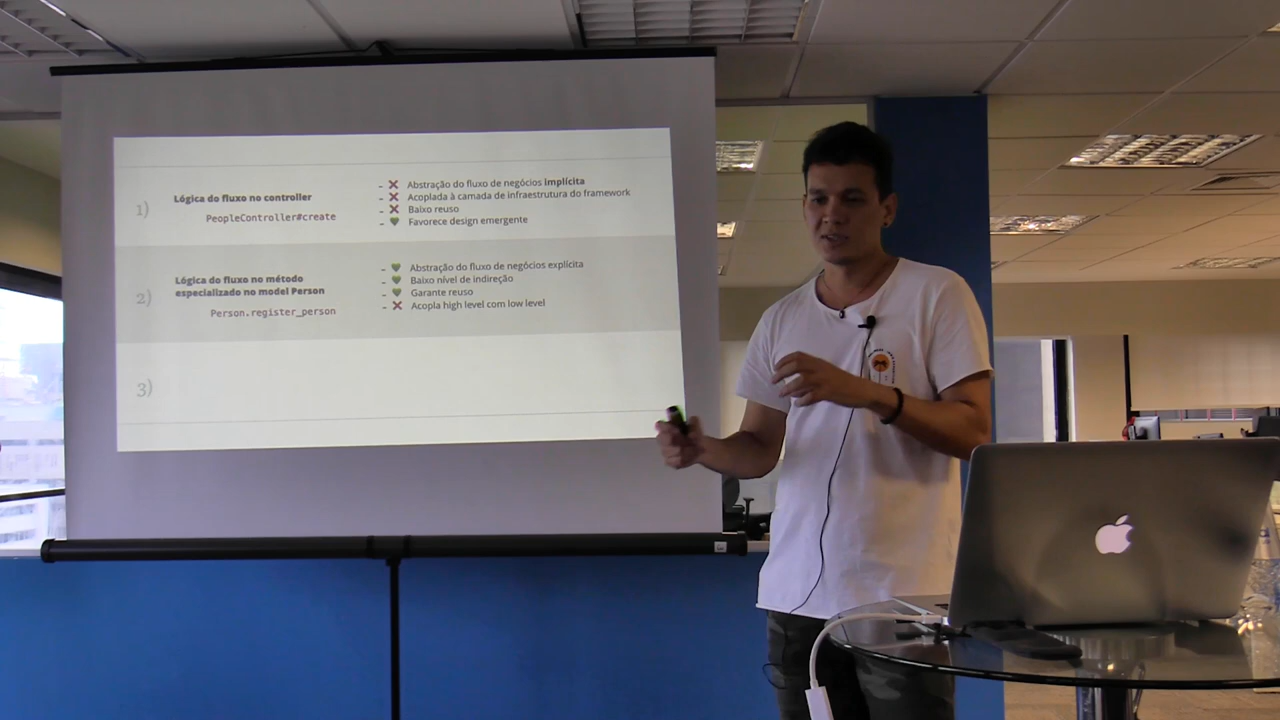 1)
Lógica do fluxo no controller
PeopleController#create
- ❌ Abstração do fluxo de negócios implícita
- ❌ Acoplada à camada de infraestrutura do framework
- ❌ Baixo reuso
- 💚 Favorece design emergente
2)
Lógica do fluxo no método
especializado no model Person
Person.register_person
- 💚 Abstração do fluxo de negócios explícita
- 💚 Baixo nível de indireção
- 💚 Garante reuso
- ❌ Acopla high level com low level
3)